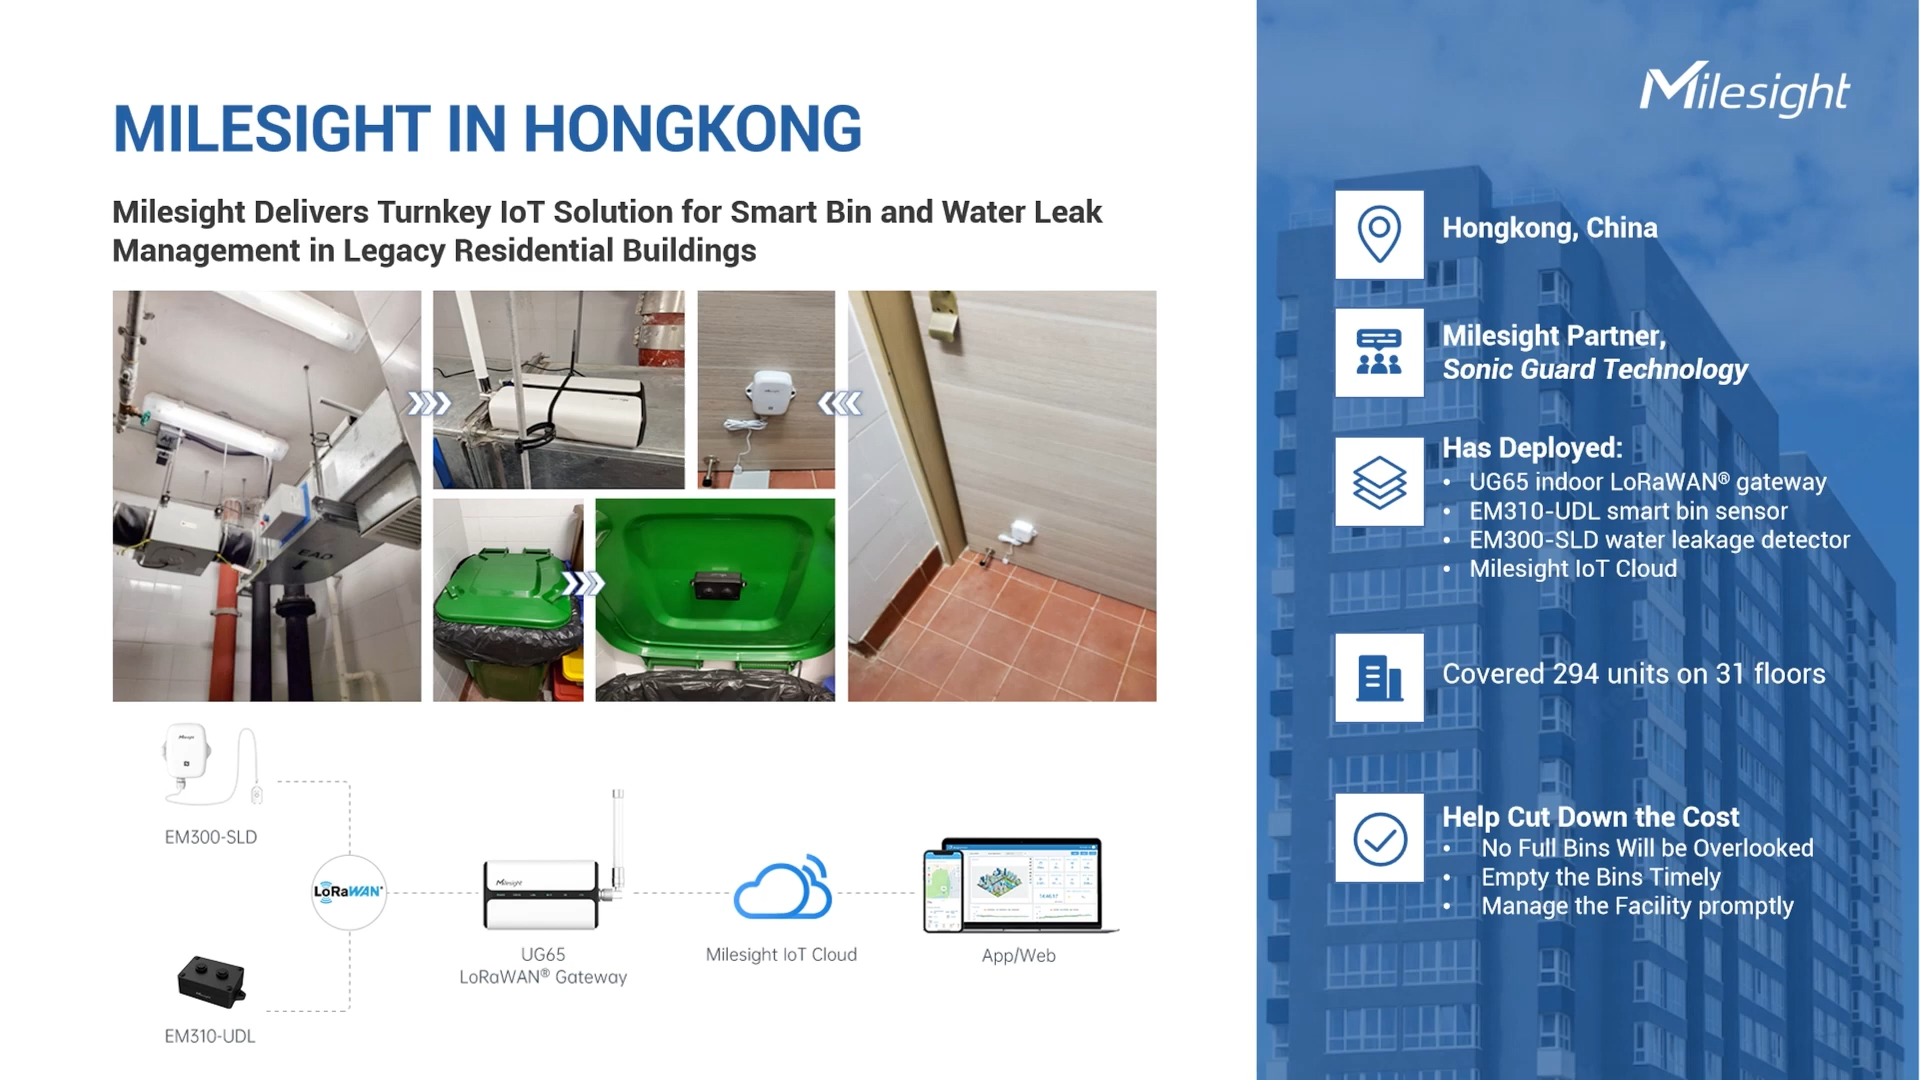 MILESIGHT IN HONGKONG
Milesight Delivers Turnkey IoT Solution for Smart Bin and Water Leak
Management in Legacy Residential Buildings
EAD
1
EM300-SLD
LoRaWAN®
EM310-UDL
Milesight
UG65
LoRaWAN® Gateway
Milesight IoT Cloud
App/Web
Milesight
Hongkong, China
Milesight Partner,
Sonic Guard Technology
Has Deployed:
• UG65 indoor LoRaWAN® gateway
• EM310-UDL smart bin sensor
• EM300-SLD water leakage detector
• Milesight IoT Cloud
Covered 294 units on 31 floors
Help Cut Down the Cost
• No Full Bins Will be Overlooked
• Empty the Bins Timely
• Manage the Facility promptly